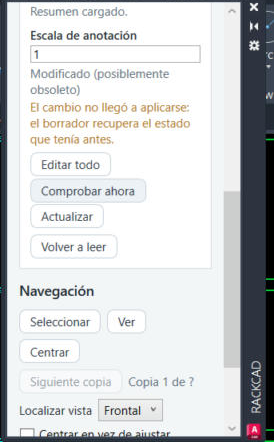 Resumen cargado.
Escala de anotación
1
Modificado (posiblemente
obsoleto)
El cambio no llegó a aplicarse:
el borrador recupera el estado
que tenía antes.
Editar todo
Comprobar ahora
Actualizar
Volver a leer
Navegación
Seleccionar Ver
Centrar
Siguiente copia Copia 1 de ?
Localizar vista Frontal
Centrar en vez de ajustar
RACKCAD